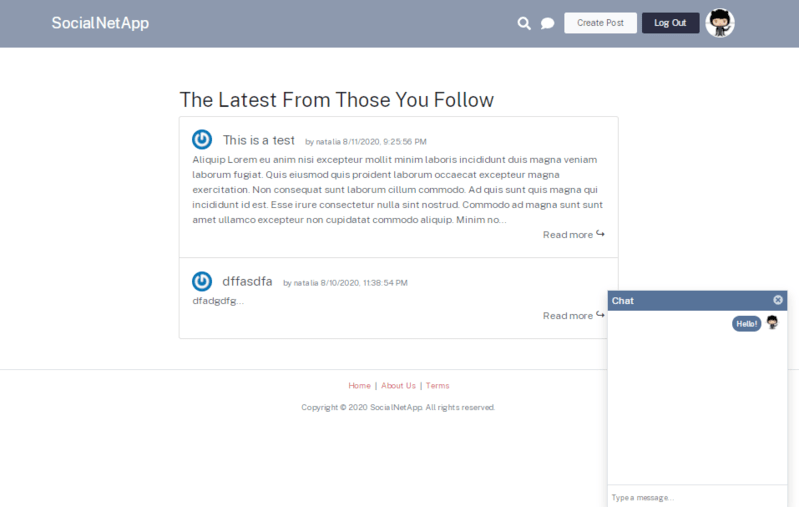 SocialNetApp
Create Post
Log Out
The Latest From Those You Follow
This is a test by natalia 8/11/2020, 9:25:56 PM
Aliquip Lorem eu anim nisi excepteur mollit minim laboris incididunt duis magna veniam
laborum fugiat. Quis eiusmod quis proident laborum occaecat excepteur magna
exercitation. Non consequat sunt laborum cillum commodo. Ad quis sunt quis magna qui
incididunt id est. Esse irure consectetur nulla sint nostrud. Commodo ad magna sunt sunt
amet ullamco excepteur non cupidatat commodo aliquip. Minim no...
Read more ↪
dffasdfa by natalia 8/10/2020, 11:38:54 PM
dfadgdfg...
Read more ↪
Chat
Hello!
Type a message...
Home | About Us | Terms
Copyright © 2020 SocialNetApp. All rights reserved.